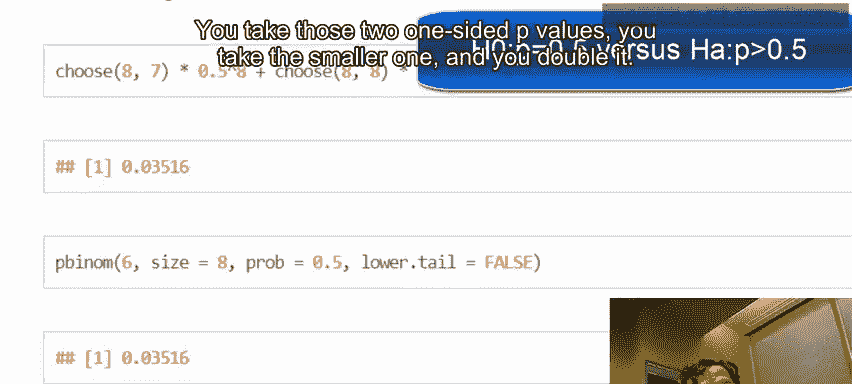 You take those two one-sided p values, you
take the smaller one, and you double it.
versus Ha:p>0.5
choose(8, 7) * 0.5^8 + choose(8, 8) *
## [1] 0.03516
pbinom(6, size = 8, prob = 0.5, lower.tail = FALSE)
## [1] 0.03516